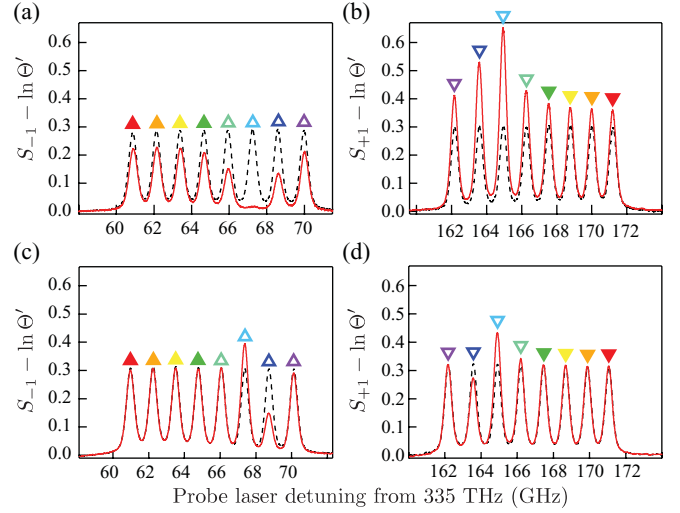 (a)
(b)
S−1 − ln Θ′
0.6
0.5
0.4
0.3
0.2
0.1
0.0
60 62 64 66 68 70
S+1 − ln Θ′
0.6
0.5
0.4
0.3
0.2
0.1
0.0
162 164 166 168 170 172
(c)
(d)
S−1 − ln Θ′
0.6
0.5
0.4
0.3
0.2
0.1
0.0
60 62 64 66 68 70
S+1 − ln Θ′
0.6
0.5
0.4
0.3
0.2
0.1
0.0
162 164 166 168 170 172
Probe laser detuning from 335 THz (GHz)